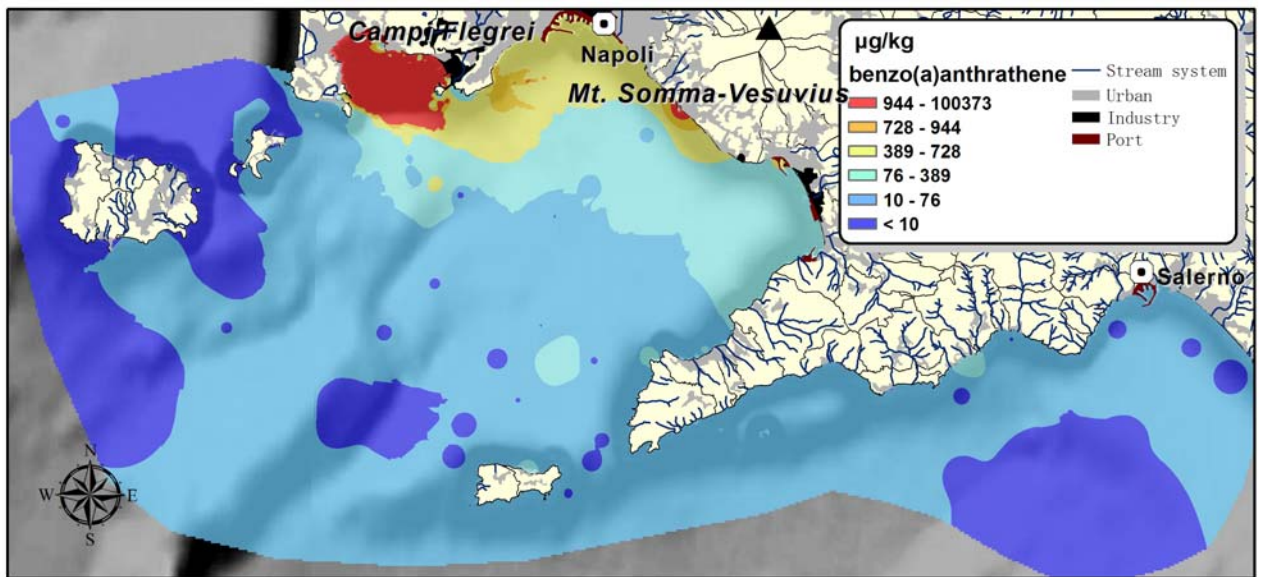 Campi Flegrei
Napoli
Mt. Somma-Vesuvius
Salerno
µg/kg
benzo(a)anthrathene
944 - 100373
728 - 944
389 - 728
76 - 389
10 - 76
< 10
Stream system
Urban
Industry
Port
N
W E
S